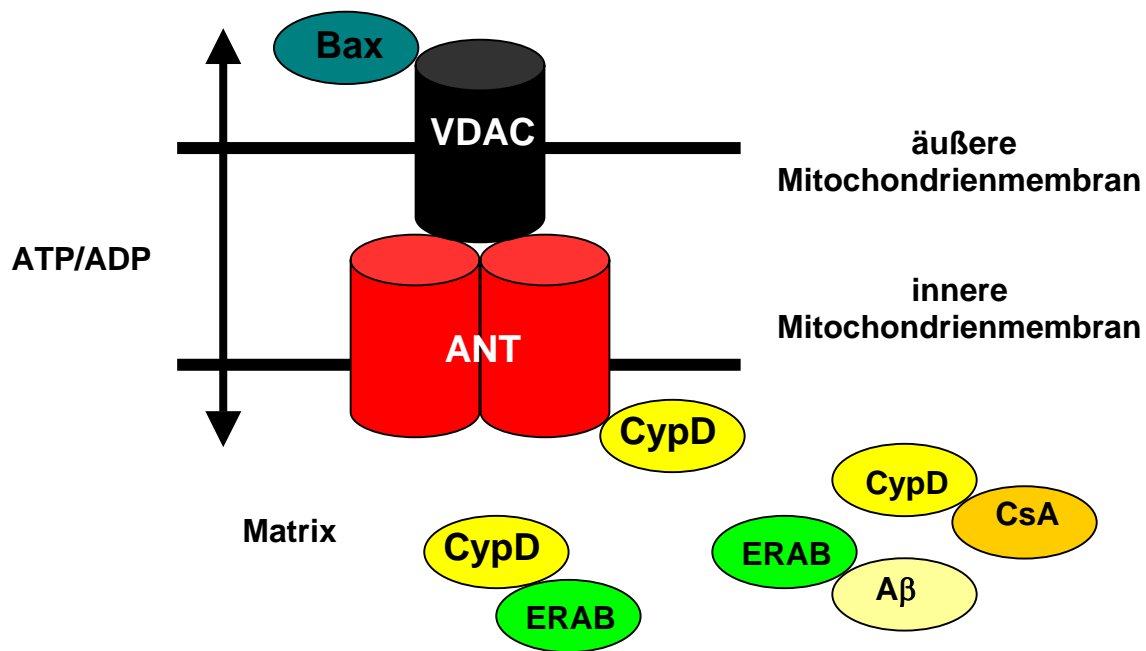 Bax
VDAC
äußere
Mitochondrienmembran
ATP/ADP
innere
Mitochondrienmembran
ANT
CypD
CypD
CsA
Matrix
CypD
ERAB
Aβ
ERAB